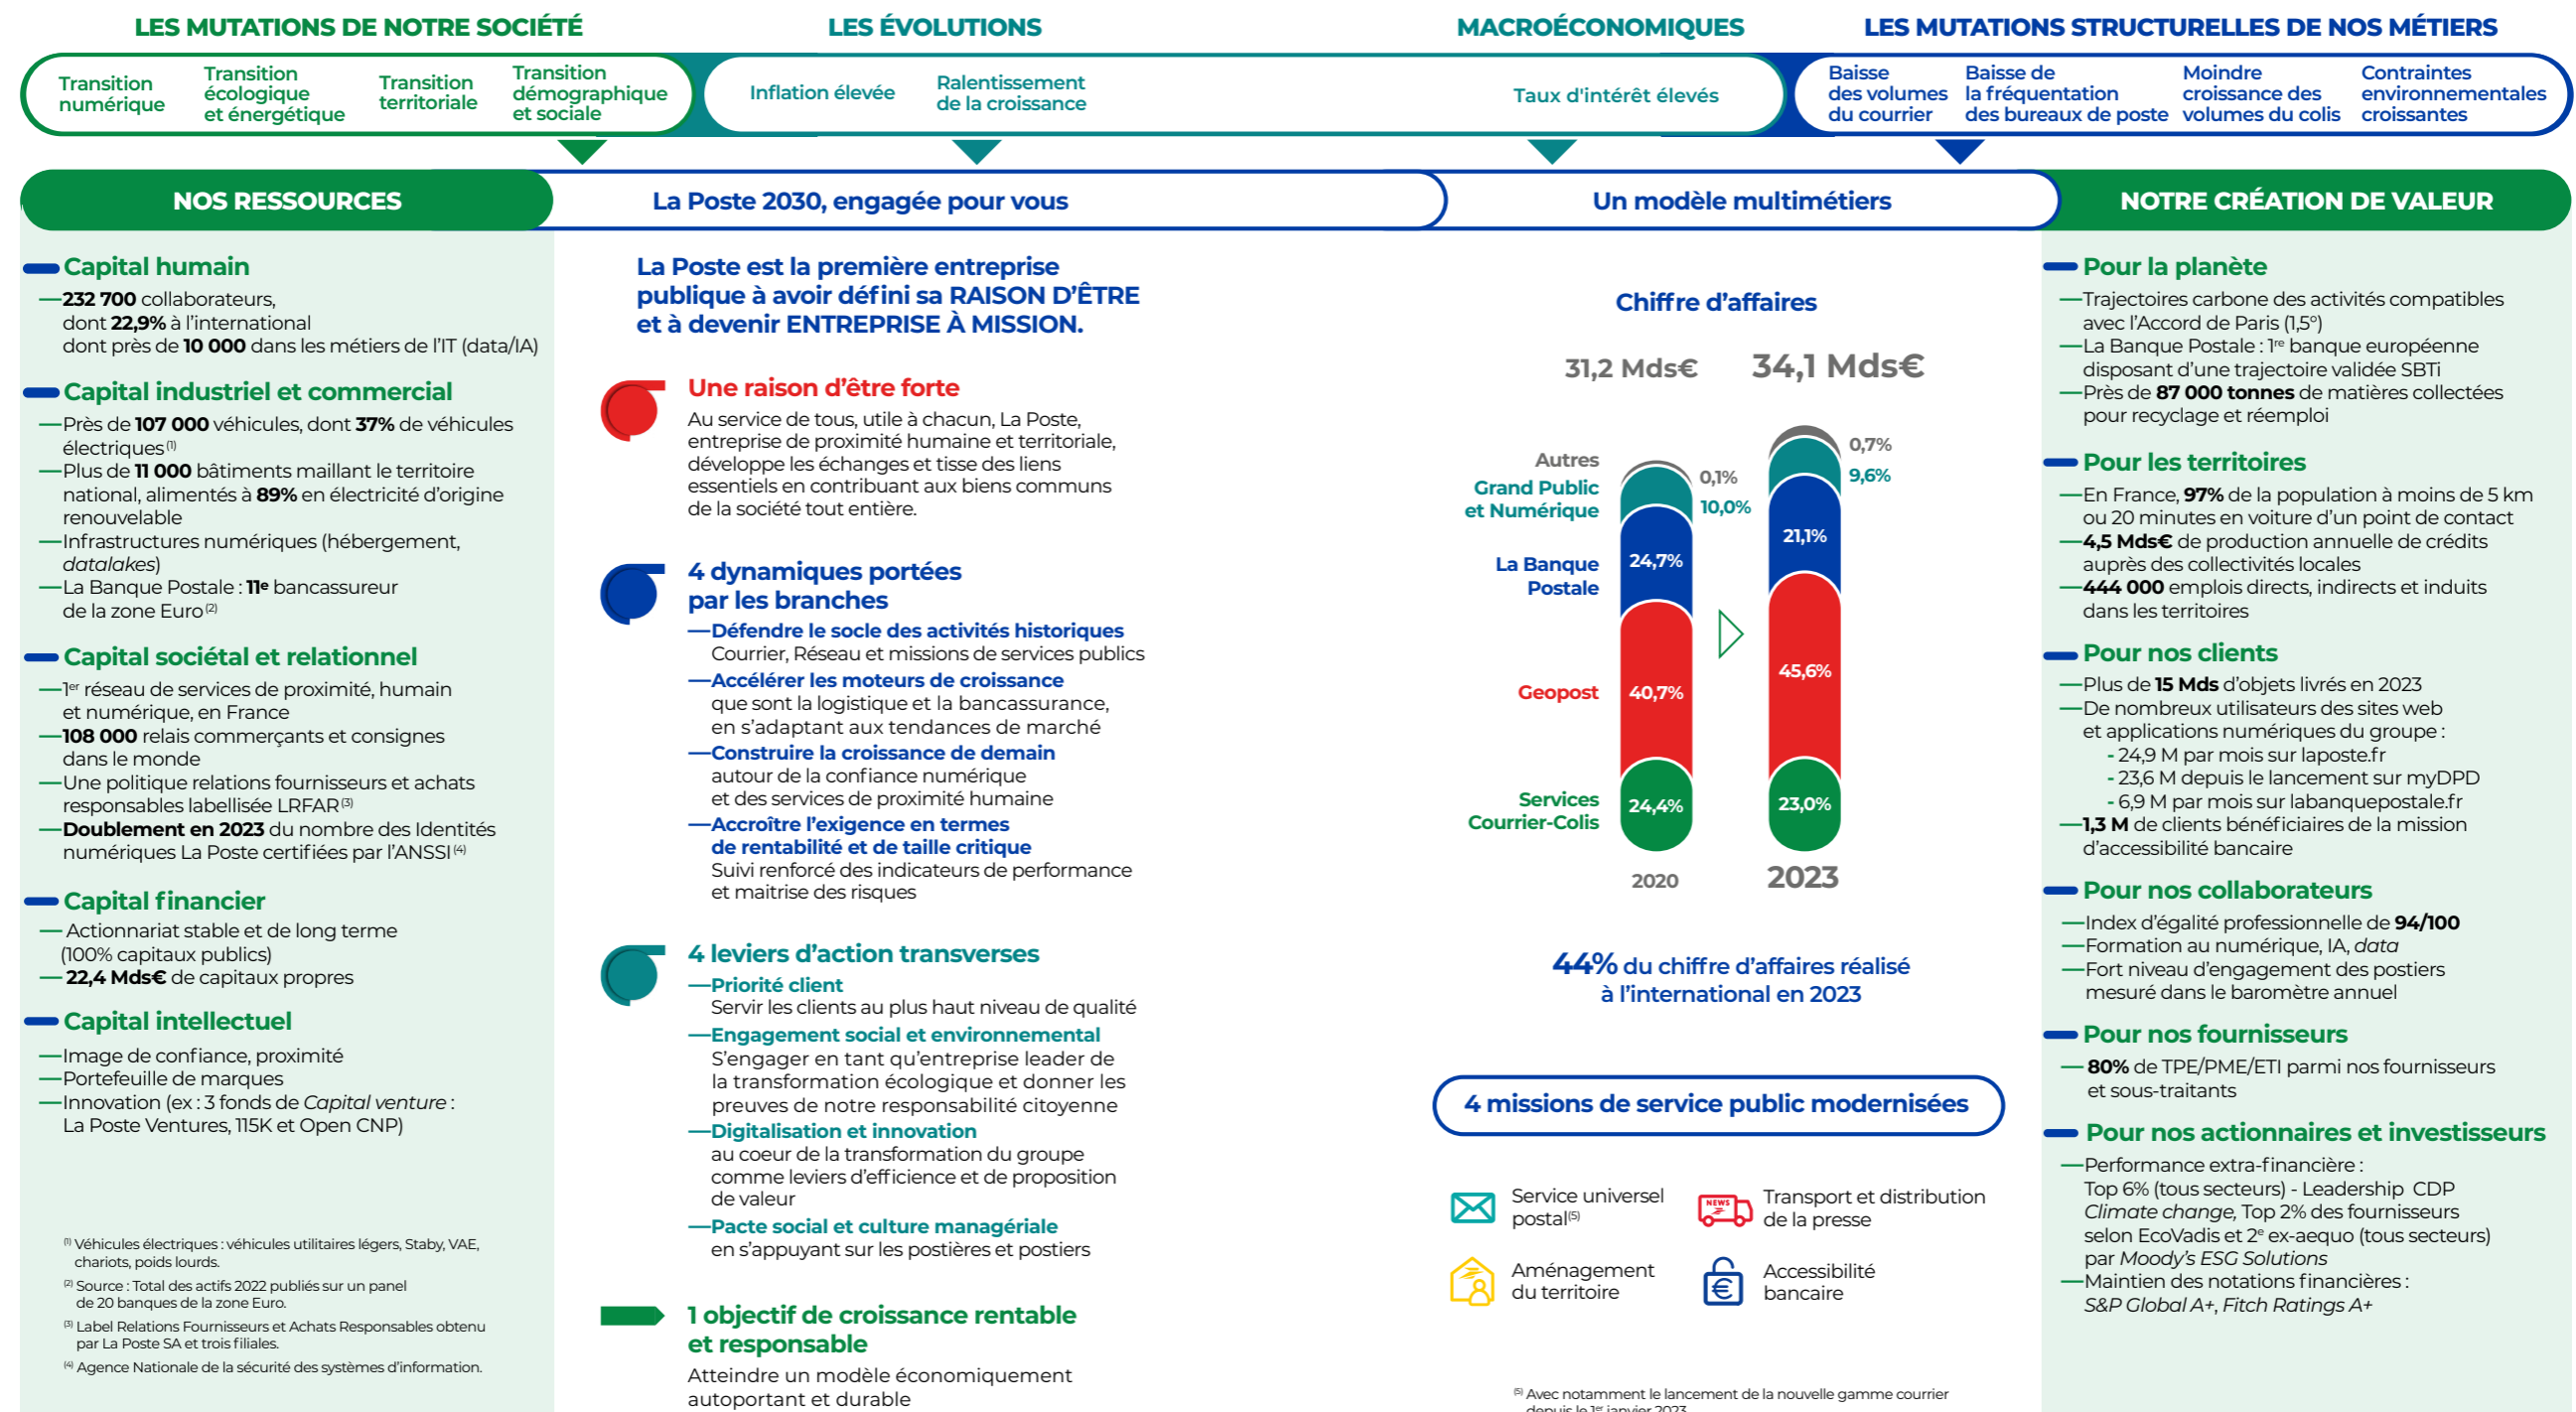 LES MUTATIONS DE NOTRE SOCIÉTÉ
LES ÉVOLUTIONS
MACROÉCONOMIQUES
LES MUTATIONS STRUCTURELLES DE NOS MÉTIERS
Transition
numérique
Transition
écologique
et énergétique
Transition
territoriale
Transition
démographique
et sociale
Inflation élevée
Ralentissement
de la croissance
Taux d'intérêt élevés
Baisse
des volumes
du courrier
Baisse de
la fréquentation
des bureaux de poste
Moindre
croissance des
volumes du colis
Contraintes
environnementales
croissantes
NOS RESSOURCES
Capital humain
—232 700 collaborateurs,
dont 22,9% à l'international
dont près de 10 000 dans les métiers de l'IT (data/IA)
Capital industriel et commercial
—Près de 107 000 véhicules, dont 37% de véhicules
électriques (1)
—Plus de 11 000 bâtiments maillant le territoire
national, alimentés à 89% en électricité d'origine
renouvelable
—Infrastructures numériques (hébergement,
datalakes)
—La Banque Postale : 11e bancassureur
de la zone Euro (2)
Capital sociétal et relationnel
—1er réseau de services de proximité, humain
et numérique, en France
—108 000 relais commerçants et consignes
dans le monde
—Une politique relations fournisseurs et achats
responsables labellisée LRFAR (3)
—Doublement en 2023 du nombre des Identités
numériques La Poste certifiées par l'ANSSI (4)
Capital financier
— Actionnariat stable et de long terme
(100% capitaux publics)
— 22,4 Mds€ de capitaux propres
Capital intellectuel
—Image de confiance, proximité
—Portefeuille de marques
—Innovation (ex : 3 fonds de Capital venture :
La Poste Ventures, 115K et Open CNP)
(1) Véhicules électriques : véhicules utilitaires légers, Staby, VAE,
chariots, poids lourds.
(2) Source : Total des actifs 2022 publiés sur un panel
de 20 banques de la zone Euro.
(3) Label Relations Fournisseurs et Achats Responsables obtenu
par La Poste SA et trois filiales.
(4) Agence Nationale de la sécurité des systèmes d'information.
La Poste 2030, engagée pour vous
La Poste est la première entreprise
publique à avoir défini sa RAISON D'ÊTRE
et à devenir ENTREPRISE À MISSION.
Une raison d'être forte
Au service de tous, utile à chacun, La Poste,
entreprise de proximité humaine et territoriale,
développe les échanges et tisse des liens
essentiels en contribuant aux biens communs
de la société tout entière.
4 dynamiques portées
par les branches
—Défendre le socle des activités historiques
Courrier, Réseau et missions de services publics
—Accélérer les moteurs de croissance
que sont la logistique et la bancassurance,
en s'adaptant aux tendances de marché
—Construire la croissance de demain
autour de la confiance numérique
et des services de proximité humaine
—Accroître l'exigence en termes
de rentabilité et de taille critique
Suivi renforcé des indicateurs de performance
et maitrise des risques
4 leviers d'action transverses
—Priorité client
Servir les clients au plus haut niveau de qualité
—Engagement social et environnemental
S'engager en tant qu'entreprise leader de
la transformation écologique et donner les
preuves de notre responsabilité citoyenne
—Digitalisation et innovation
au coeur de la transformation du groupe
comme leviers d'efficience et de proposition
de valeur
—Pacte social et culture managériale
en s'appuyant sur les postières et postiers
1 objectif de croissance rentable
et responsable
Atteindre un modèle économiquement
autoportant et durable
Un modèle multimétiers
Chiffre d'affaires
31,2 Mds€
34,1 Mds€
Autres
0,1%
0,7%
Grand Public
et Numérique
10,0%
9,6%
La Banque
Postale
24,7%
21,1%
Geopost
40,7%
45,6%
Services
Courrier-Colis
24,4%
23,0%
2020
2023
44% du chiffre d'affaires réalisé
à l'international en 2023
4 missions de service public modernisées
Service universel
postal(5)
NEWS
Transport et distribution
de la presse
Aménagement
du territoire
€
Accessibilité
bancaire
(5) Avec notamment le lancement de la nouvelle gamme courrier
depuis le 1er janvier 2023
NOTRE CRÉATION DE VALEUR
Pour la planète
—Trajectoires carbone des activités compatibles
avec l'Accord de Paris (1,5°)
—La Banque Postale : 1re banque européenne
disposant d'une trajectoire validée SBTi
—Près de 87 000 tonnes de matières collectées
pour recyclage et réemploi
Pour les territoires
—En France, 97% de la population à moins de 5 km
ou 20 minutes en voiture d'un point de contact
—4,5 Mds€ de production annuelle de crédits
auprès des collectivités locales
—444 000 emplois directs, indirects et induits
dans les territoires
Pour nos clients
—Plus de 15 Mds d'objets livrés en 2023
—De nombreux utilisateurs des sites web
et applications numériques du groupe :
- 24,9 M par mois sur laposte.fr
- 23,6 M depuis le lancement sur myDPD
- 6,9 M par mois sur labanquepostale.fr
—1,3 M de clients bénéficiaires de la mission
d'accessibilité bancaire
Pour nos collaborateurs
—Index d'égalité professionnelle de 94/100
—Formation au numérique, IA, data
—Fort niveau d'engagement des postiers
mesuré dans le baromètre annuel
Pour nos fournisseurs
— 80% de TPE/PME/ETI parmi nos fournisseurs
et sous-traitants
Pour nos actionnaires et investisseurs
—Performance extra-financière :
Top 6% (tous secteurs) - Leadership CDP
Climate change, Top 2% des fournisseurs
selon EcoVadis et 2e ex-aequo (tous secteurs)
par Moody's ESG Solutions
—Maintien des notations financières :
S&P Global A+, Fitch Ratings A+